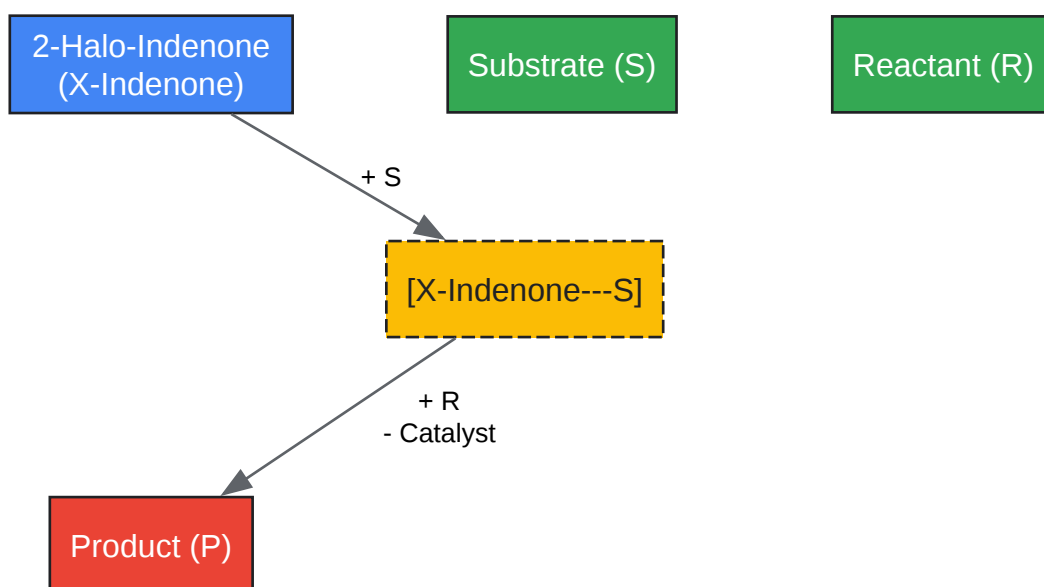 2-Halo-Indenone
(X-Indenone)
Substrate (S)
Reactant (R)
+ S
[X-Indenone---S]
+ R
- Catalyst
Product (P)